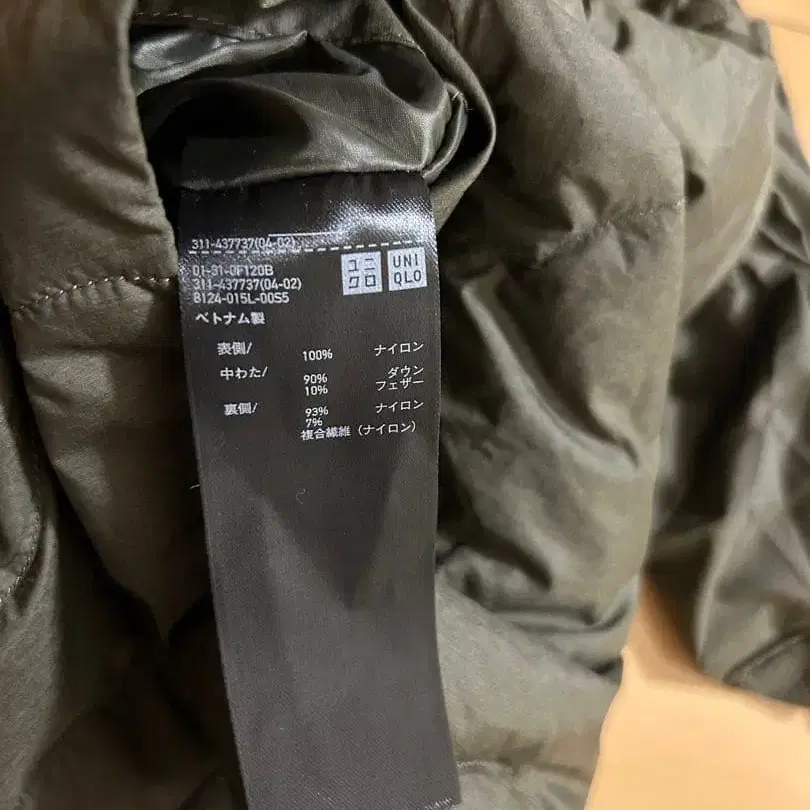 311-437737(04-02)
01-31-0F120B
311-437737(04-02)
8124-015L-00S5
ユニクロ
UNIQLO
ベトナム製
表側/ 100% ナイロン
中わた/ 90% ダウン
10% フェザー
裏側/ 93% ナイロン
7%
複合繊維(ナイロン)